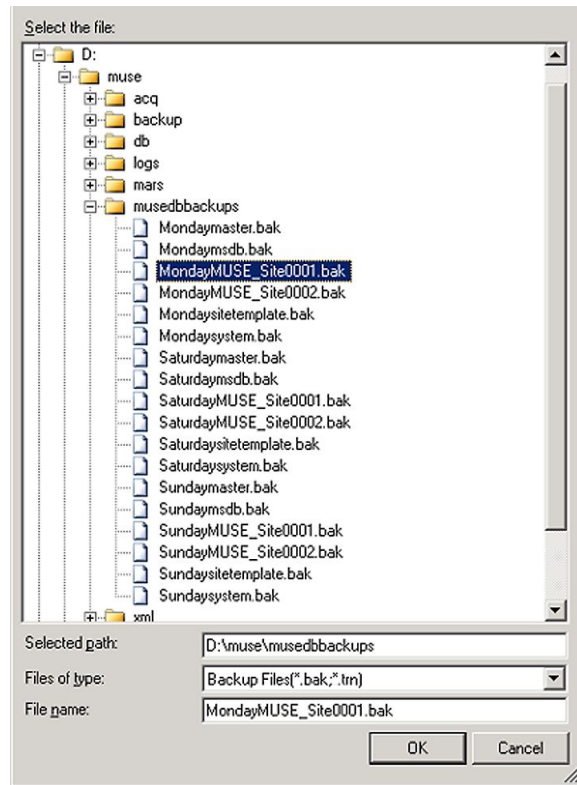 Select the file:
D:
muse
acq
backup
db
logs
mars
musedbbackups
Mondaymaster.bak
Mondaymsdb.bak
MondayMUSE_Site0001.bak
MondayMUSE_Site0002.bak
Mondaysitetemplate.bak
Mondaysystem.bak
Saturdaymaster.bak
Saturdaymsdb.bak
SaturdayMUSE_Site0001.bak
SaturdayMUSE_Site0002.bak
Saturdaysitetemplate.bak
Saturdaysystem.bak
Sundaymaster.bak
Sundaymsdb.bak
SundayMUSE_Site0001.bak
SundayMUSE_Site0002.bak
Sundaysitetemplate.bak
Sundaysystem.bak
xml
Selected path: D:\muse\musedbbackups
Files of type: Backup Files(*.bak;*.trn)
File name: MondayMUSE_Site0001.bak
OK Cancel